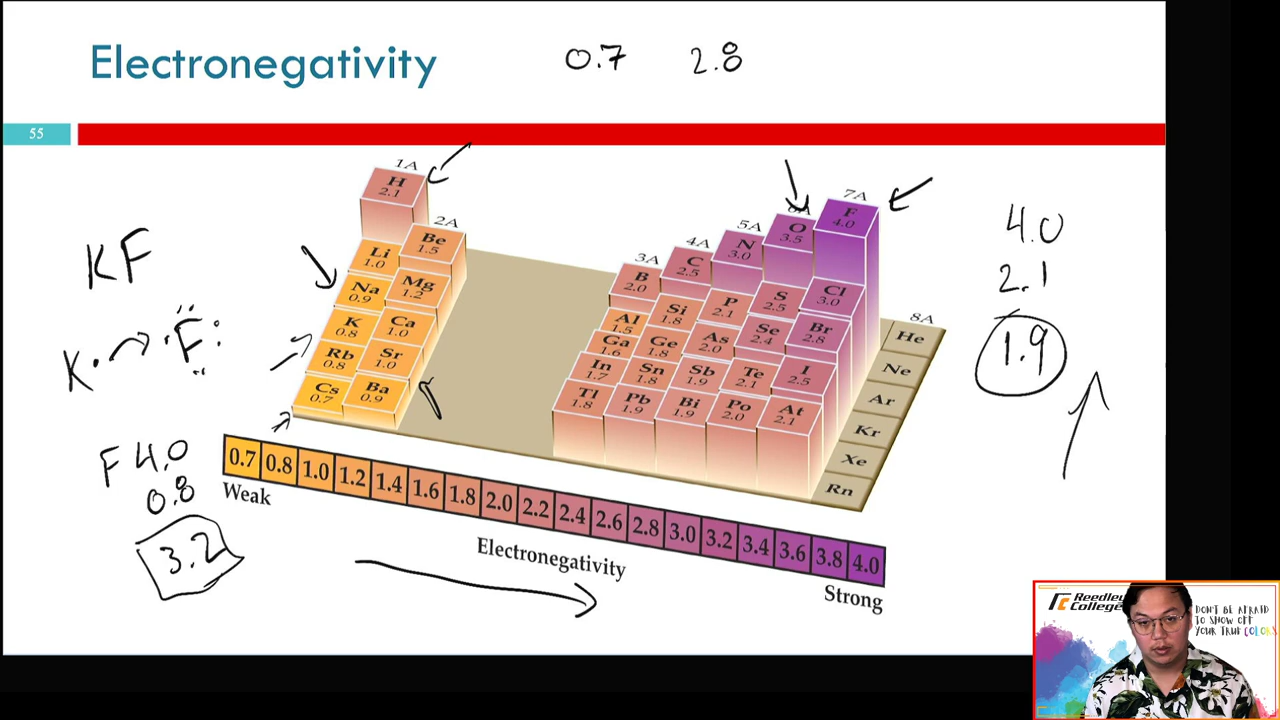 Electronegativity
0.7 2.8
55
1A
2A
3A
4A
5A
7A
8A
H
2.1
Li
1.0
Be
1.5
Na
0.9
Mg
1.2
K
0.8
Ca
1.0
Rb
0.8
Sr
1.0
Cs
0.7
Ba
0.9
B
2.0
C
2.5
N
3.0
O
3.5
F
4.0
Al
1.5
Si
1.8
P
2.1
S
2.5
Cl
3.0
Ga
1.6
Ge
1.8
As
2.0
Se
2.4
Br
2.8
In
1.7
Sn
1.8
Sb
1.9
Te
2.1
I
2.5
Tl
1.8
Pb
1.9
Bi
1.9
Po
2.0
At
2.1
He
Ne
Ar
Kr
Xe
Rn
KF
K F
F 4.0
0.8
3.2
4.0
2.1
1.9
0.7 0.8 1.0 1.2 1.4 1.6 1.8 2.0 2.2 2.4 2.6 2.8 3.0 3.2 3.4 3.6 3.8 4.0
Weak
Electronegativity
Strong
Reedley
College
DON'T BE AFRAID
TO SHOW OFF
YOUR TRUE COLORS